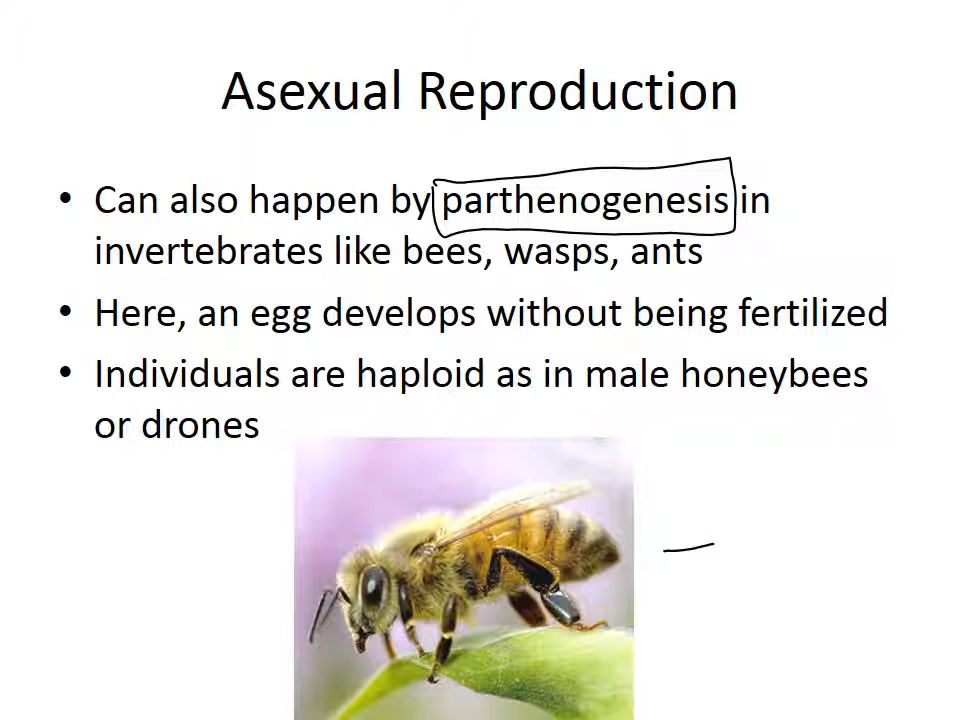 Asexual Reproduction
• Can also happen by parthenogenesis in
invertebrates like bees, wasps, ants
• Here, an egg develops without being fertilized
• Individuals are haploid as in male honeybees
or drones